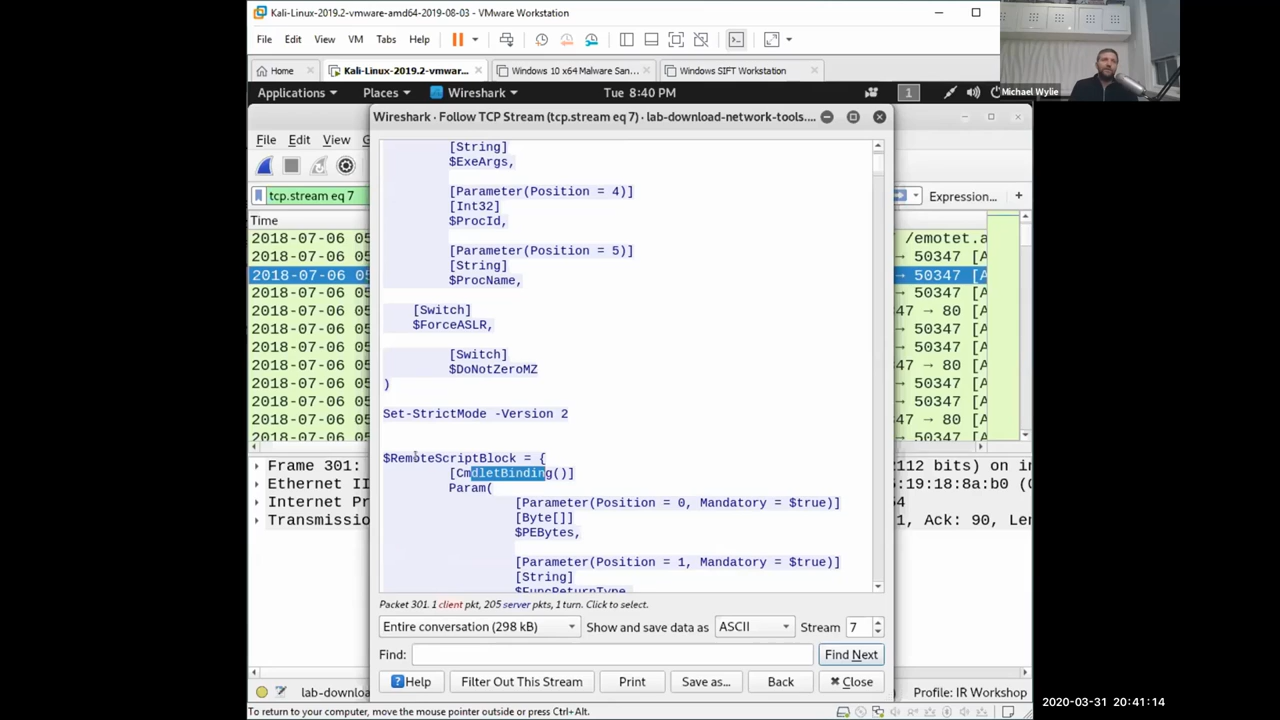 Kali-Linux-2019.2-vmware-amd64-2019-08-03 - VMware Workstation
File Edit View VM Tabs Help
Home Kali-Linux-2019.2-vmwar... Windows 10 x64 Malware San... Windows SIFT Workstation
Michael Wylie
Applications Places Wireshark Tue 8:40 PM 1
Wireshark · Follow TCP Stream (tcp.stream eq 7) · lab-download-network-tools....
File Edit View
tcp.stream eq 7 Expression... +
Time
2018-07-06 05 /emotet.a
2018-07-06 05 → 50347 [A
2018-07-06 05 → 50347 [A
2018-07-06 05 → 50347 [A
2018-07-06 05 47 → 80 [A
2018-07-06 05 → 50347 [A
2018-07-06 05 → 50347 [A
2018-07-06 05 → 80 [A
2018-07-06 05 → 50347 [A
2018-07-06 05 → 50347 [A
2018-07-06 05 47 → 80 [A
2018-07-06 05 → 50347 [A
[String]
$ExeArgs,
[Parameter(Position = 4)]
[Int32]
$ProcId,
[Parameter(Position = 5)]
[String]
$ProcName,
[Switch]
$ForceASLR,
[Switch]
$DoNotZeroMZ
)
Set-StrictMode -Version 2
$RemoteScriptBlock = {
[CmdletBinding()]
Param(
[Parameter(Position = 0, Mandatory = $true)]
[Byte[]]
$PEBytes,
[Parameter(Position = 1, Mandatory = $true)]
[String]
$FuncReturnType,
Frame 301: 2112 bits) on in
Ethernet II 5:19:18:8a:b0 (
Internet Pr 54
Transmissio 1, Ack: 90, Len
Packet 301. 1 client pkt, 205 server pkts, 1 turn. Click to select.
Entire conversation (298 kB) Show and save data as ASCII Stream 7
Find: Find Next
Help Filter Out This Stream Print Save as... Back Close
lab-downloa Profile: IR Workshop
To return to your computer, move the mouse pointer outside or press Ctrl+Alt.
2020-03-31 20:41:14